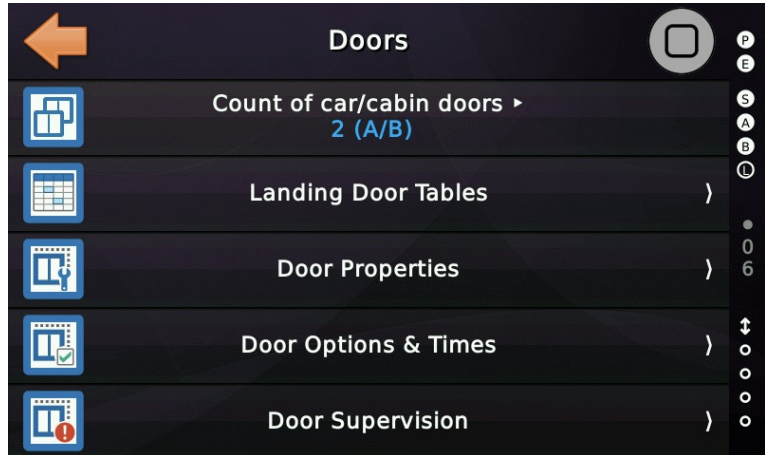 Doors
Count of car/cabin doors ▸
2 (A/B)
Landing Door Tables
Door Properties
Door Options & Times
Door Supervision
P
E
S
A
B
L
0
6